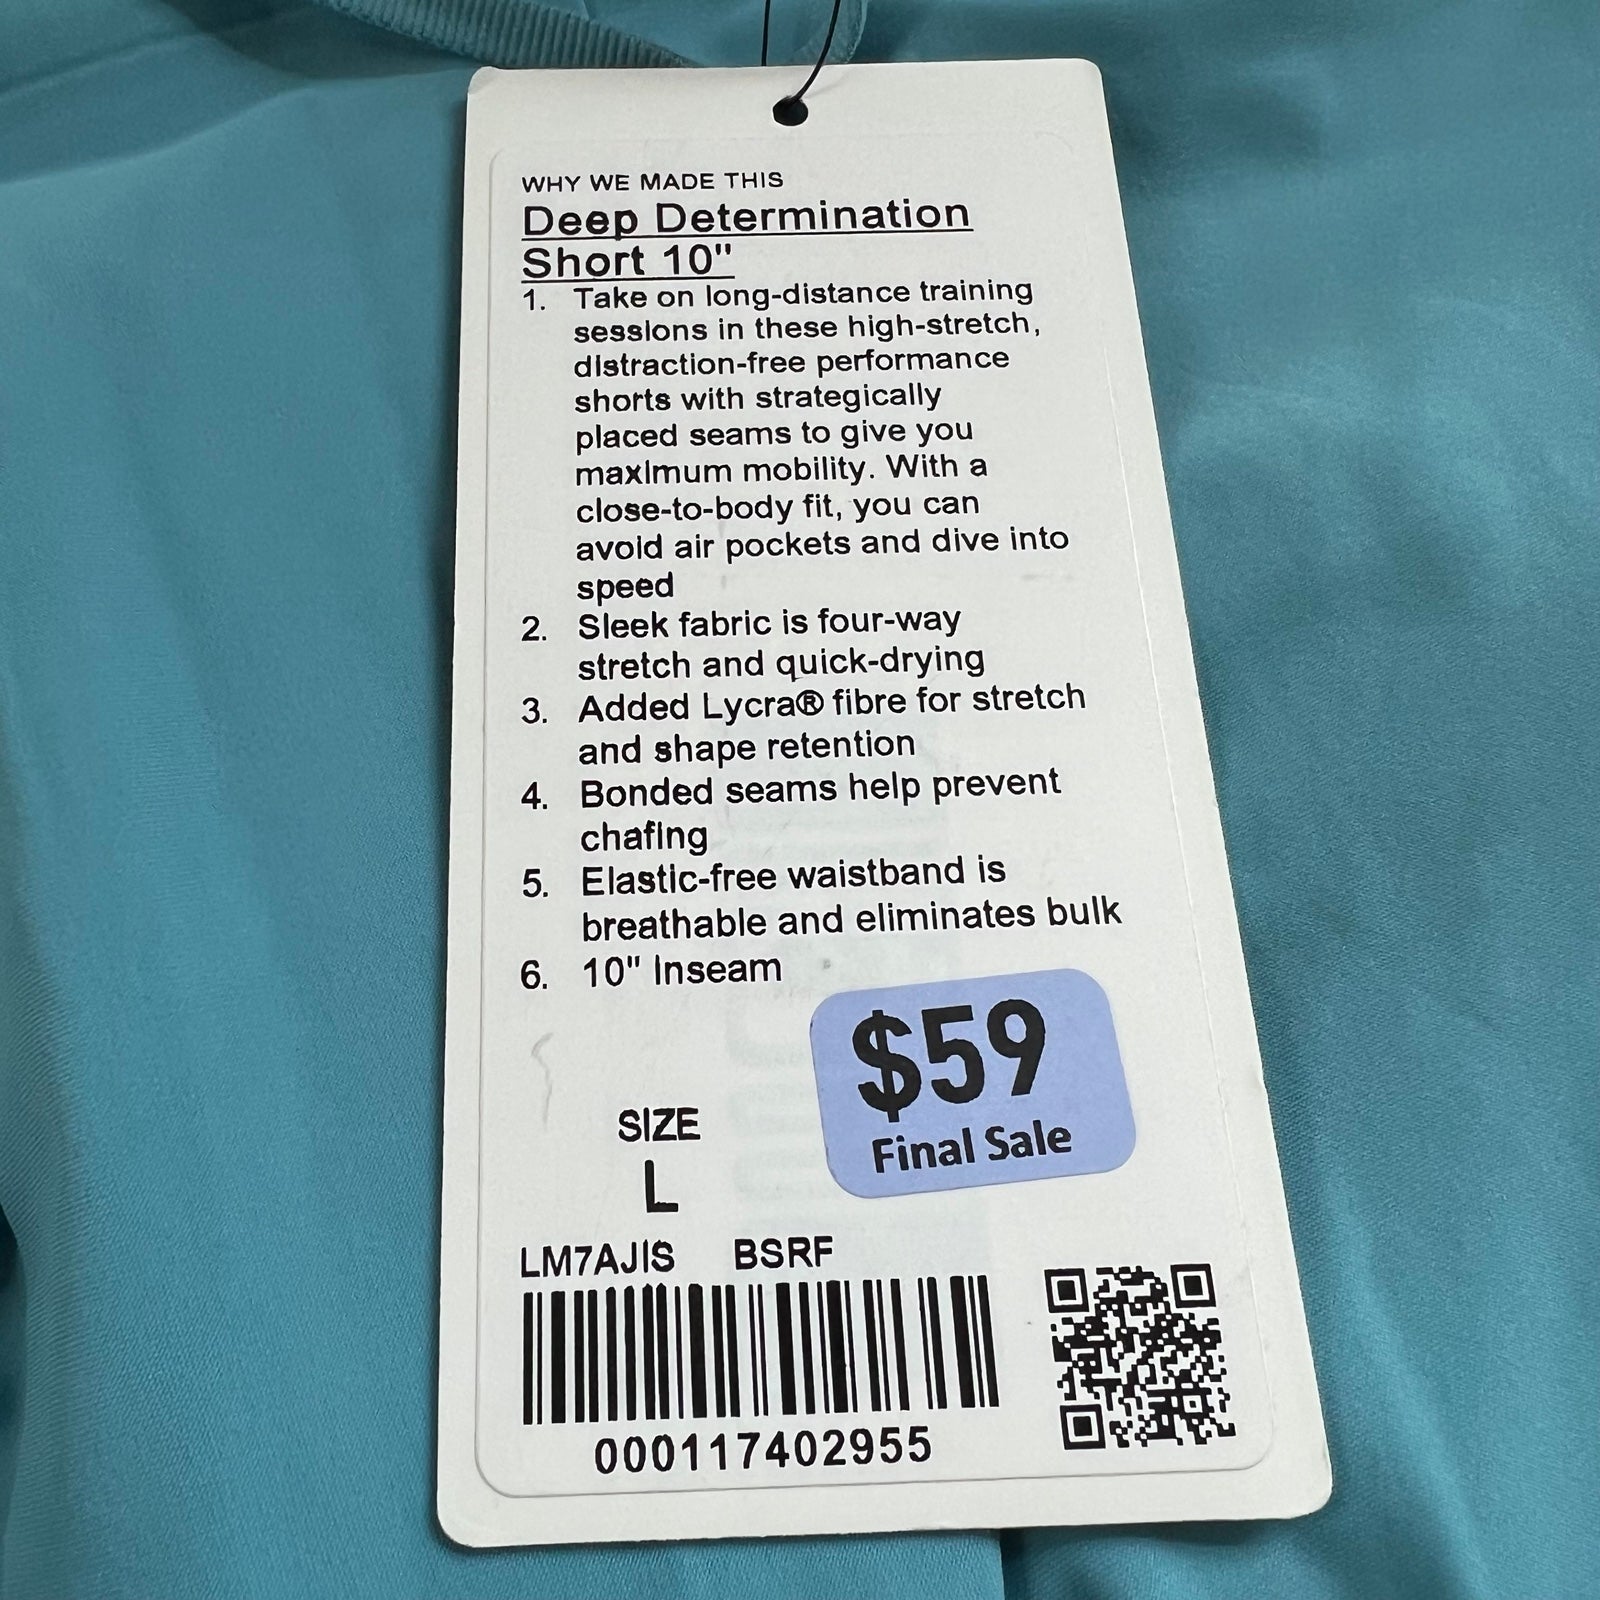 WHY WE MADE THIS
Deep Determination
Short 10"
1. Take on long-distance training
sessions in these high-stretch,
distraction-free performance
shorts with strategically
placed seams to give you
maximum mobility. With a
close-to-body fit, you can
avoid air pockets and dive into
speed
2. Sleek fabric is four-way
stretch and quick-drying
3. Added Lycra® fibre for stretch
and shape retention
4. Bonded seams help prevent
chafing
5. Elastic-free waistband is
breathable and eliminates bulk
6. 10" Inseam
$59
Final Sale
SIZE
L
LM7AJIS BSRF
000117402955